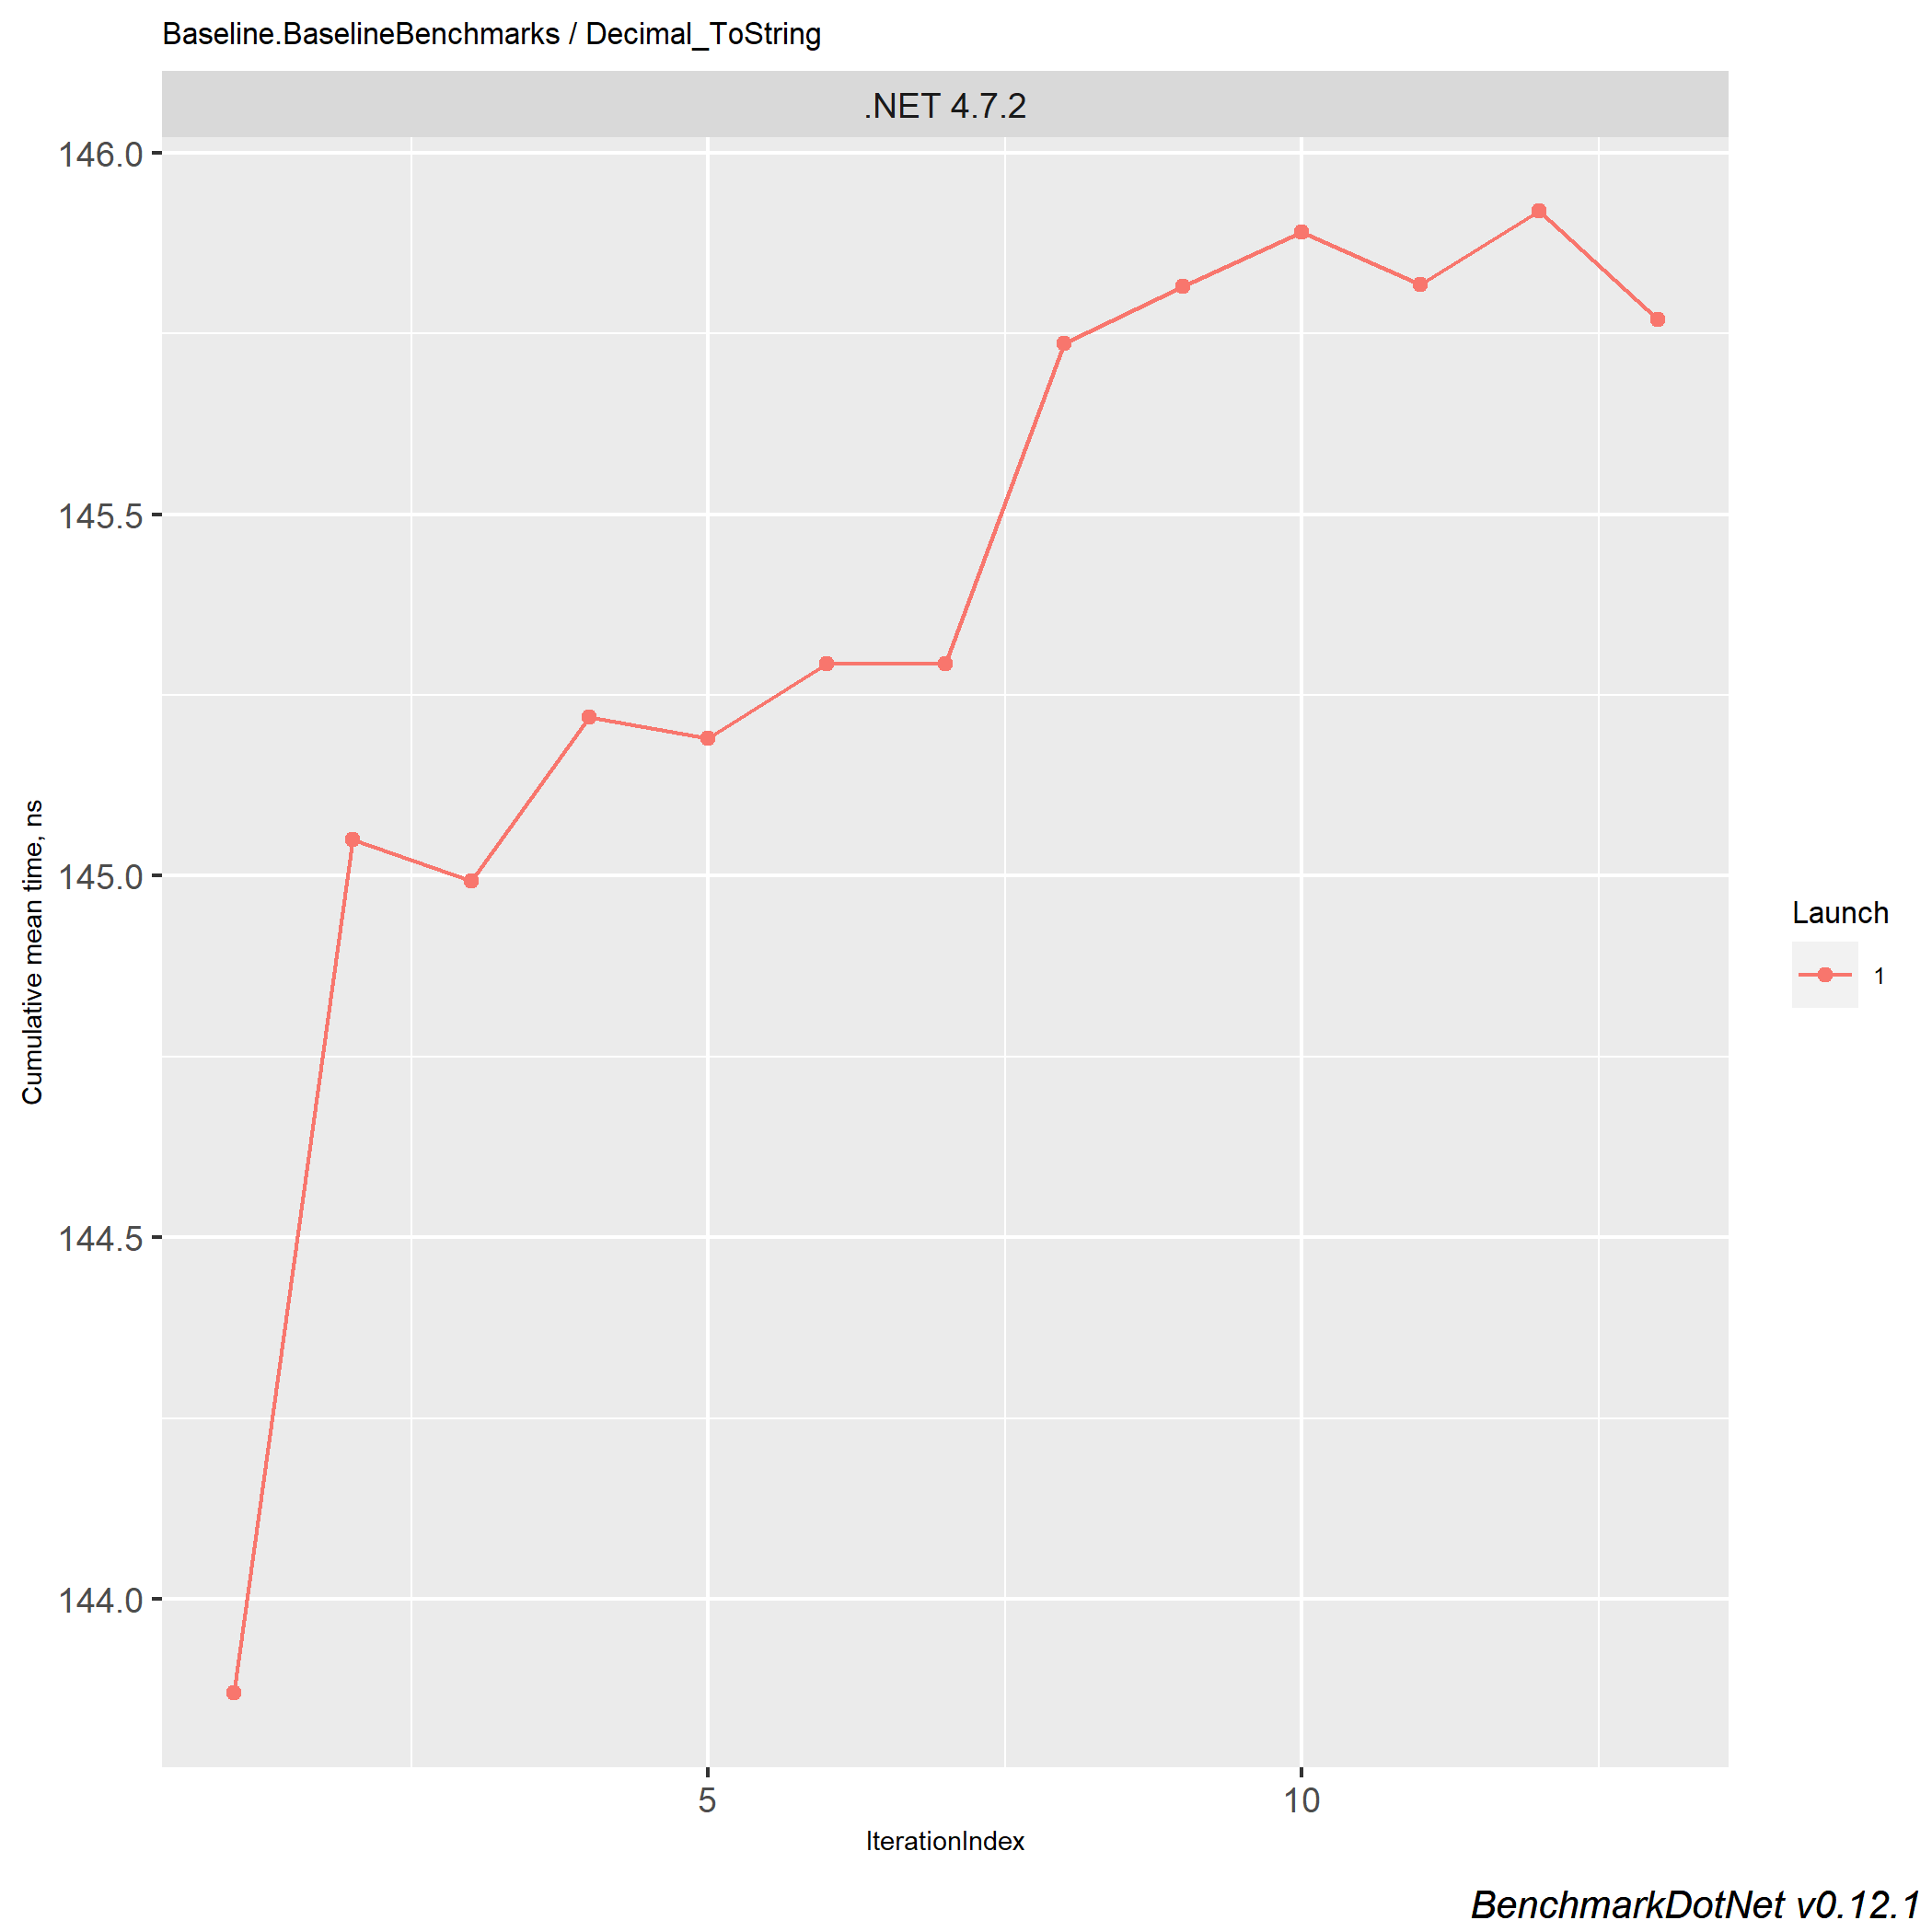 Baseline.BaselineBenchmarks / Decimal_ToString
.NET 4.7.2
146.0
145.5
145.0
144.5
144.0
Cumulative mean time, ns
5
10
IterationIndex
Launch
1
BenchmarkDotNet v0.12.1